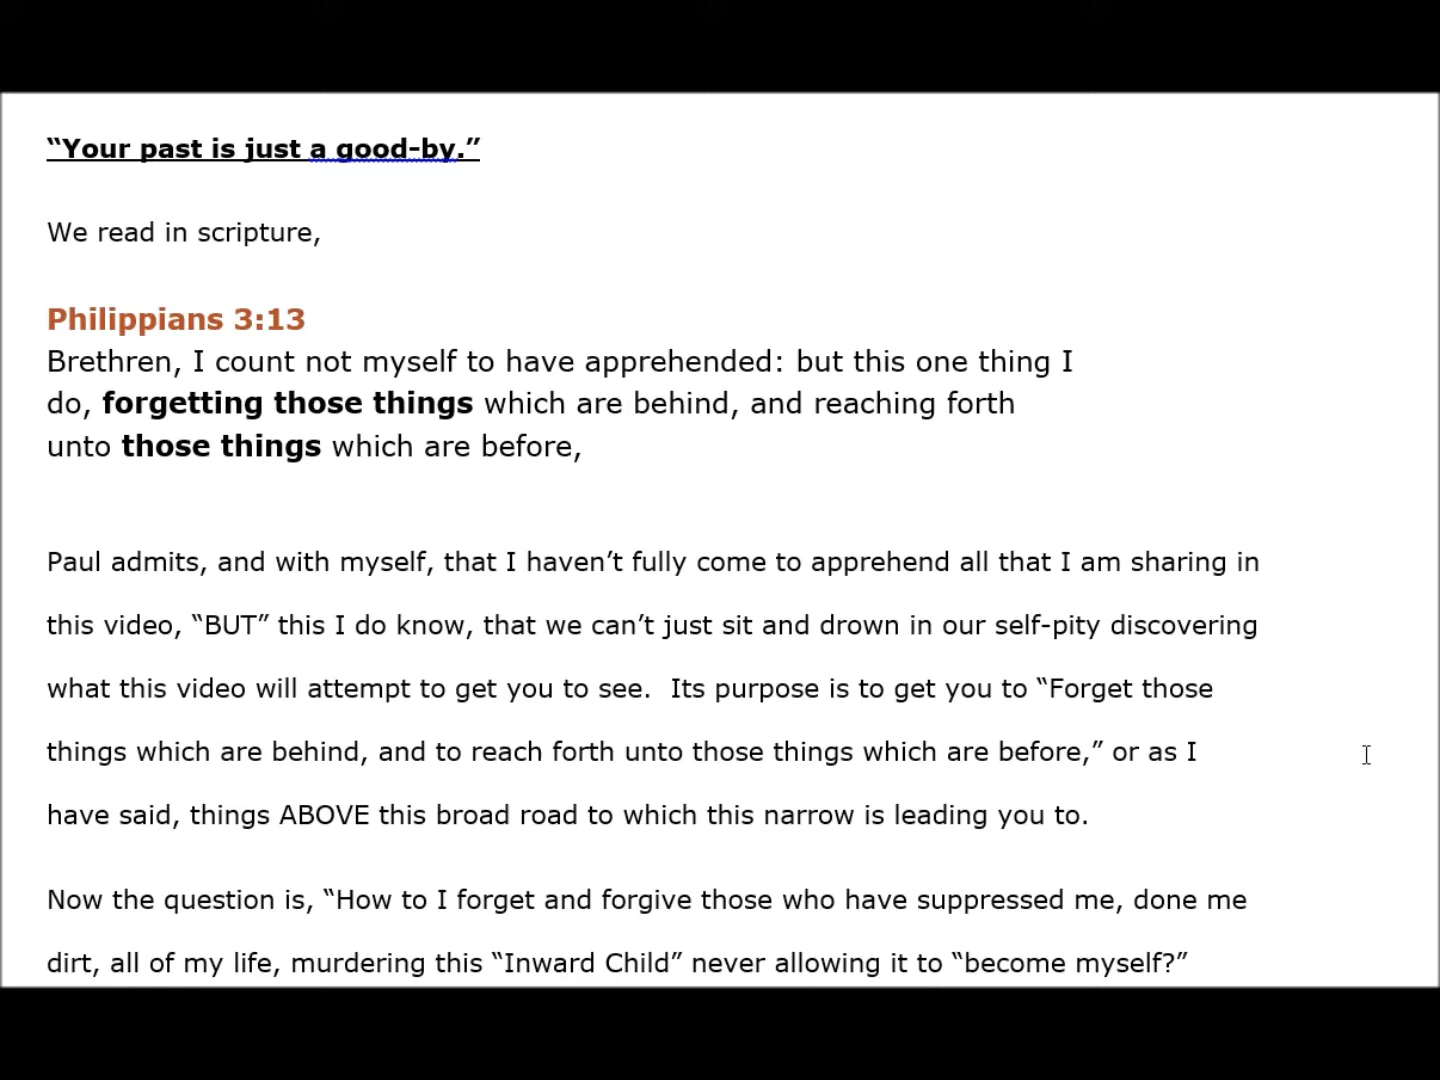 “Your past is just a good-by.”
We read in scripture,
Philippians 3:13
Brethren, I count not myself to have apprehended: but this one thing I
do, forgetting those things which are behind, and reaching forth
unto those things which are before,
Paul admits, and with myself, that I haven’t fully come to apprehend all that I am sharing in
this video, “BUT” this I do know, that we can’t just sit and drown in our self-pity discovering
what this video will attempt to get you to see.  Its purpose is to get you to “Forget those
things which are behind, and to reach forth unto those things which are before,” or as I
have said, things ABOVE this broad road to which this narrow is leading you to.
Now the question is, “How to I forget and forgive those who have suppressed me, done me
dirt, all of my life, murdering this “Inward Child” never allowing it to “become myself?”